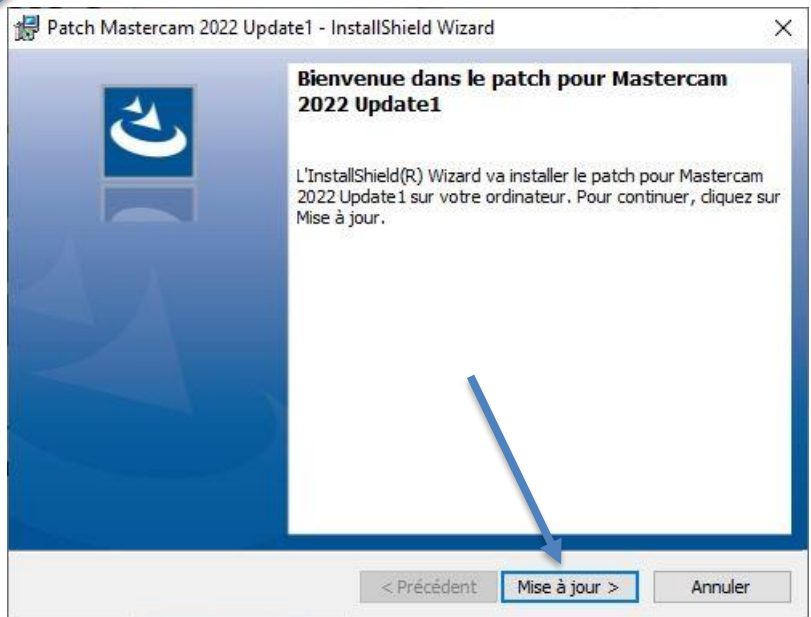 Patch Mastercam 2022 Update1 - InstallShield Wizard
Bienvenue dans le patch pour Mastercam
2022 Update1
L'InstallShield(R) Wizard va installer le patch pour Mastercam
2022 Update1 sur votre ordinateur. Pour continuer, cliquez sur
Mise à jour.
< Précédent Mise à jour > Annuler